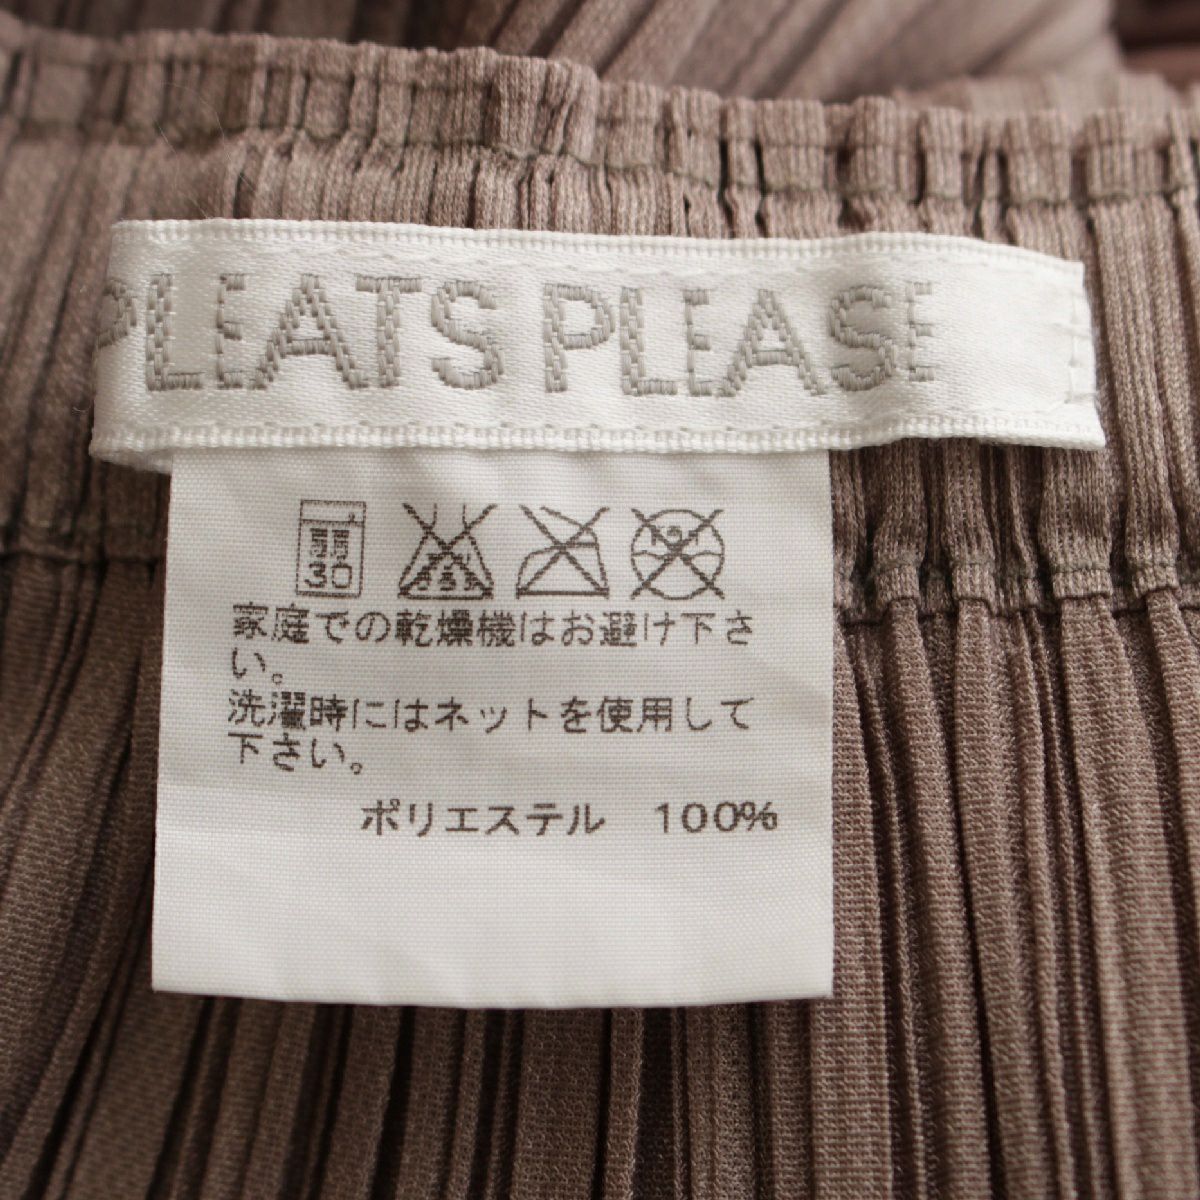 PLEATS PLEASE
弱
30
家庭での乾燥機はお避け下さ
い。
洗濯時にはネットを使用して
下さい。
ポリエステル 100%